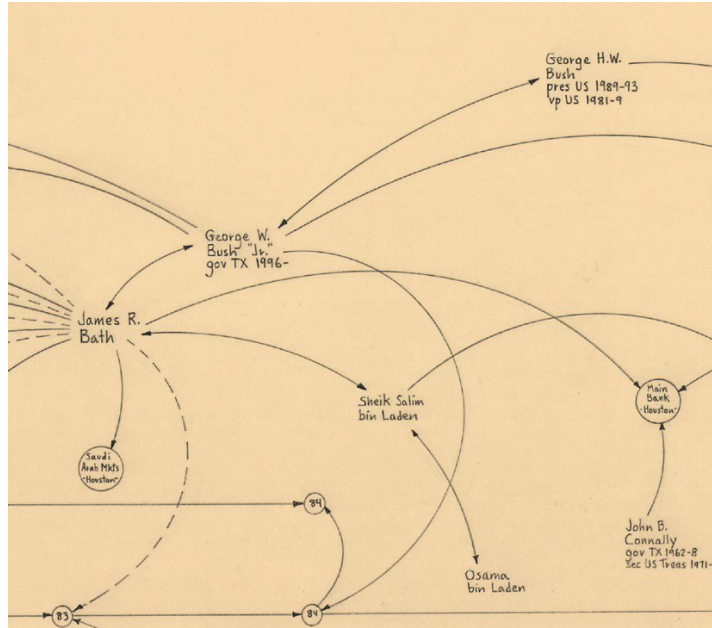 George H.W.
Bush
pres US 1989-93
vp US 1981-9
George W.
Bush "Jr."
gov TX 1996-
James R.
Bath
Sheik Salim
bin Laden
Main
Bank
-Houston-
Saudi
Arab Mkts
-Houston-
84
John B.
Connally
gov TX 1962-8
sec US Treas 1971-
Osama
bin Laden
83
84